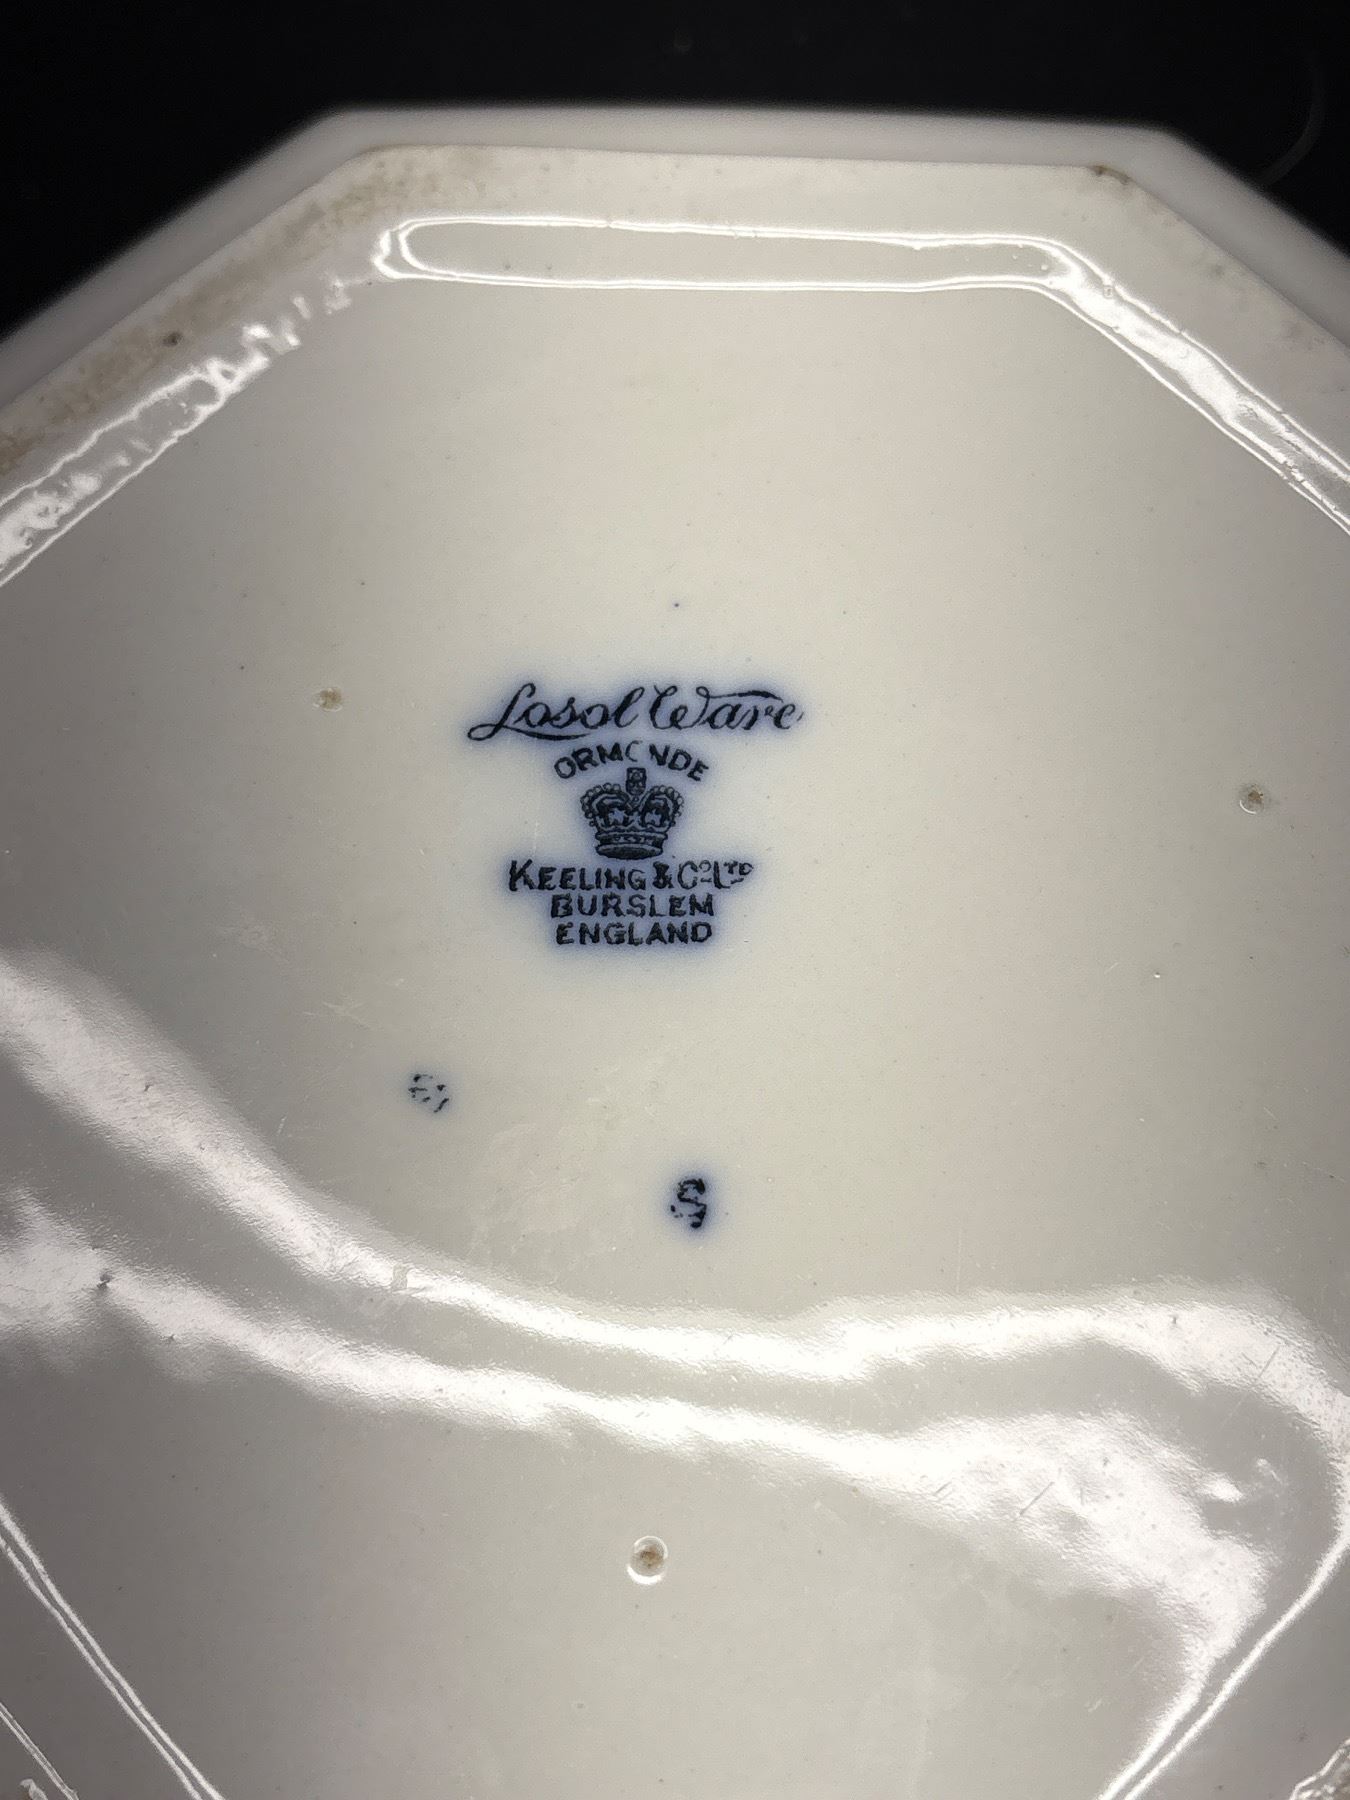 Losol Ware
ORMONDE
KEELING & Co LTD
BURSLEM
ENGLAND
S